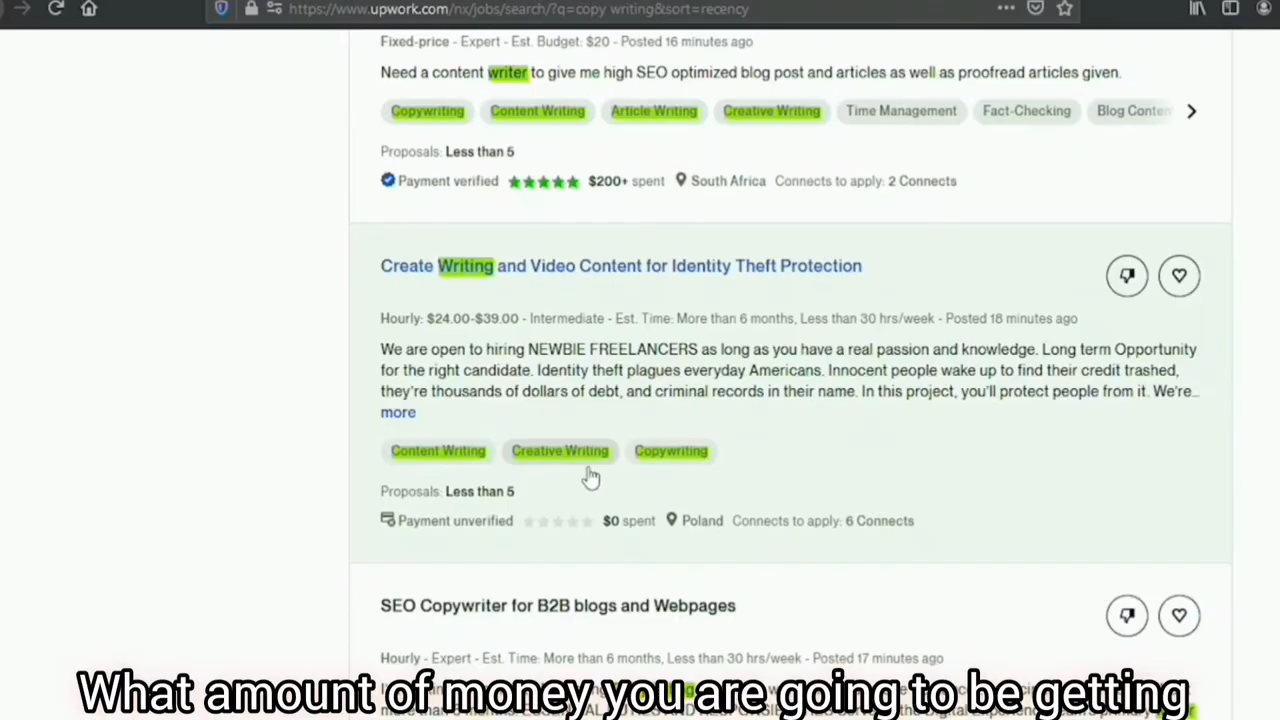 https://www.upwork.com/nx/jobs/search/?q=copy writing&sort=recency
Fixed-price - Expert - Est. Budget: $20 - Posted 16 minutes ago
Need a content writer to give me high SEO optimized blog post and articles as well as proofread articles given.
Copywriting Content Writing Article Writing Creative Writing Time Management Fact-Checking Blog Conten
Proposals: Less than 5
Payment verified $200+ spent South Africa Connects to apply: 2 Connects
Create Writing and Video Content for Identity Theft Protection
Hourly: $24.00-$39.00 - Intermediate - Est. Time: More than 6 months, Less than 30 hrs/week - Posted 18 minutes ago
We are open to hiring NEWBIE FREELANCERS as long as you have a real passion and knowledge. Long term Opportunity
for the right candidate. Identity theft plagues everyday Americans. Innocent people wake up to find their credit trashed,
they're thousands of dollars of debt, and criminal records in their name. In this project, you'll protect people from it. We're...
more
Content Writing Creative Writing Copywriting
Proposals: Less than 5
Payment unverified $0 spent Poland Connects to apply: 6 Connects
SEO Copywriter for B2B blogs and Webpages
Hourly - Expert - Est. Time: More than 6 months, Less than 30 hrs/week - Posted 17 minutes ago
What amount of money you are going to be getting